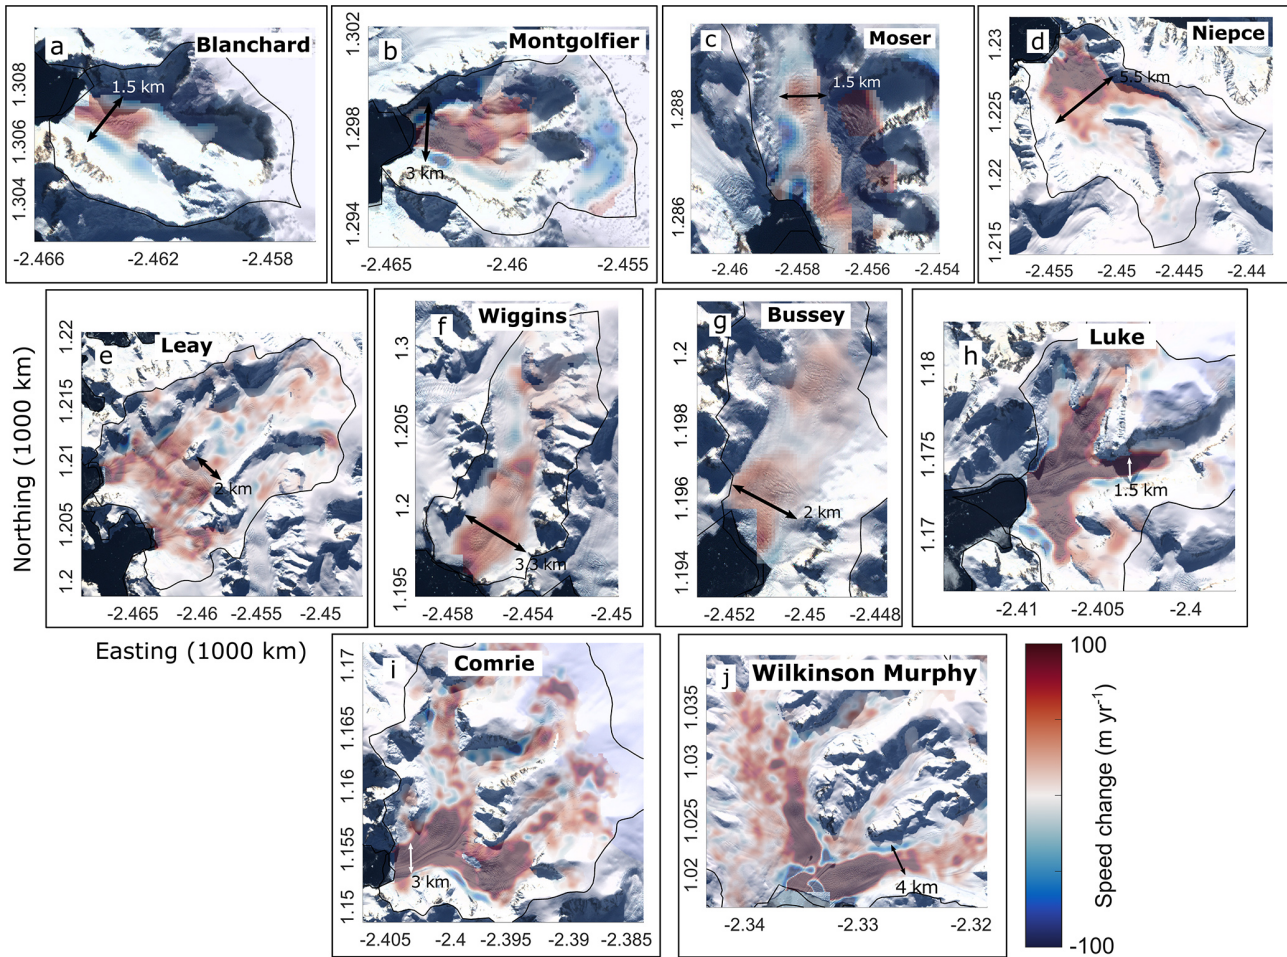 a
Blanchard
1.5 km
1.308
1.306
1.304
-2.466
-2.462
-2.458
b
Montgolfier
3 km
1.302
1.298
1.294
-2.465
-2.46
-2.455
c
Moser
1.5 km
1.288
1.286
-2.46
-2.458
-2.456
-2.454
d
Niepce
5.5 km
1.23
1.225
1.22
1.215
-2.455
-2.45
-2.445
-2.44
e
Leay
2 km
1.22
1.215
1.21
1.205
1.2
-2.465
-2.46
-2.455
-2.45
f
Wiggins
3.3 km
1.3
1.205
1.2
1.195
-2.458
-2.454
-2.45
g
Bussey
2 km
1.2
1.198
1.196
1.194
-2.452
-2.45
-2.448
h
Luke
1.5 km
1.18
1.175
1.17
-2.41
-2.405
-2.4
Northing (1000 km)
Easting (1000 km)
i
Comrie
3 km
1.17
1.165
1.16
1.155
1.15
-2.405
-2.4
-2.395
-2.39
-2.385
j
Wilkinson Murphy
4 km
1.035
1.03
1.025
1.02
-2.34
-2.33
-2.32
100
Speed change (m yr-1)
-100